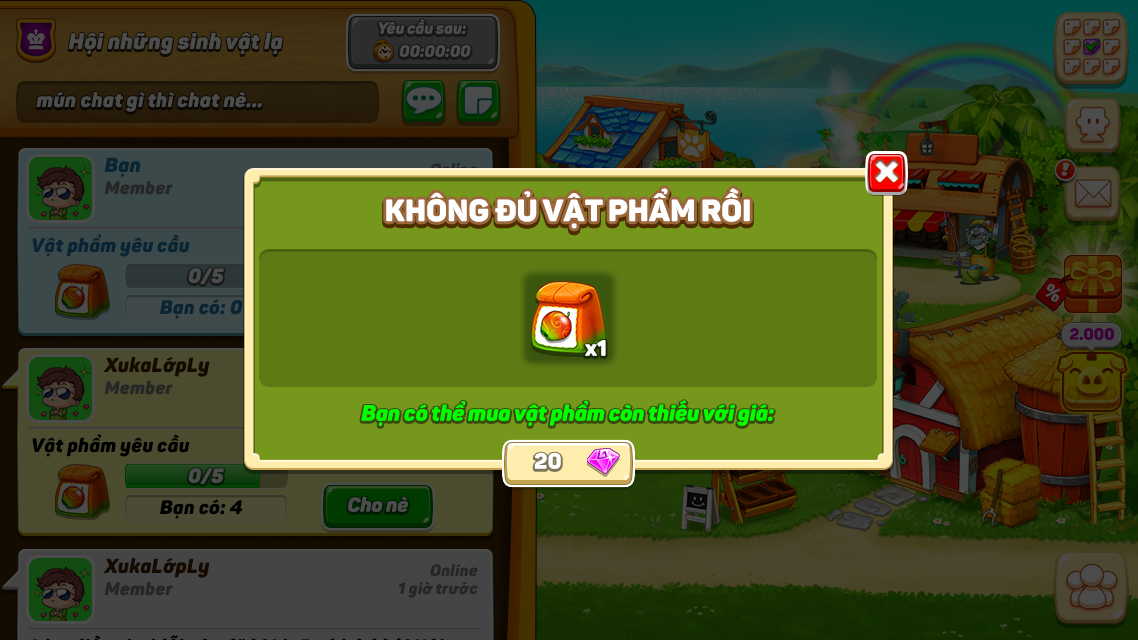 Hội những sinh vật lạ
Yêu cầu sau:
00:00:00
mún chat gì thì chat nè...
Bạn
Online
Member
Vật phẩm yêu cầu
0/5
Bạn có: 0
KHÔNG ĐỦ VẬT PHẨM RỒI
x1
Bạn có thể mua vật phẩm còn thiếu với giá:
20
XukaLớpLy
Member
Vật phẩm yêu cầu
0/5
Bạn có: 4
Cho nè
XukaLớpLy
Online
Member
1 giờ trước
!
%
2.000